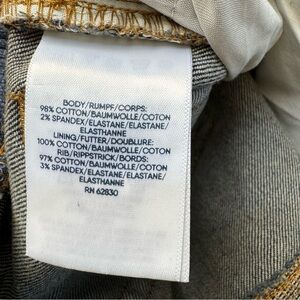 BODY/RUMPF/CORPS:
98% COTTON/BAUMWOLLE/COTON
2% SPANDEX/ELASTANE/ELASTANE/
ELASTHANNE
LINING/FUTTER/DOUBLURE:
100% COTTON/BAUMWOLLE/COTON
RIB/RIPPSTRICK/BORDS:
97% COTTON/BAUMWOLLE/COTON
3% SPANDEX/ELASTANE/ELASTANE/
ELASTHANNE
RN 62830